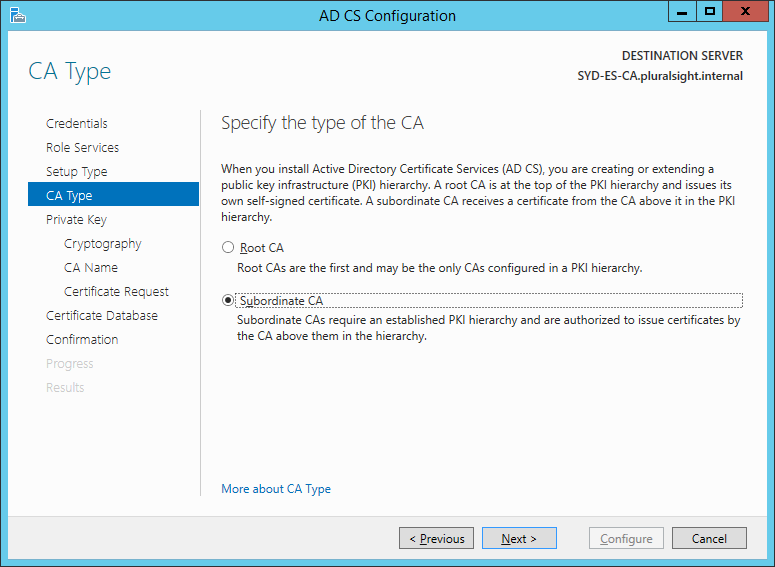 AD CS Configuration
CA Type
DESTINATION SERVER
SYD-ES-CA.pluralsight.internal
Credentials
Role Services
Setup Type
CA Type
Private Key
Cryptography
CA Name
Certificate Request
Certificate Database
Confirmation
Progress
Results
Specify the type of the CA
When you install Active Directory Certificate Services (AD CS), you are creating or extending a
public key infrastructure (PKI) hierarchy. A root CA is at the top of the PKI hierarchy and issues its
own self-signed certificate. A subordinate CA receives a certificate from the CA above it in the PKI
hierarchy.
Root CA
Root CAs are the first and may be the only CAs configured in a PKI hierarchy.
Subordinate CA
Subordinate CAs require an established PKI hierarchy and are authorized to issue certificates by
the CA above them in the hierarchy.
More about CA Type
< Previous
Next >
Configure
Cancel